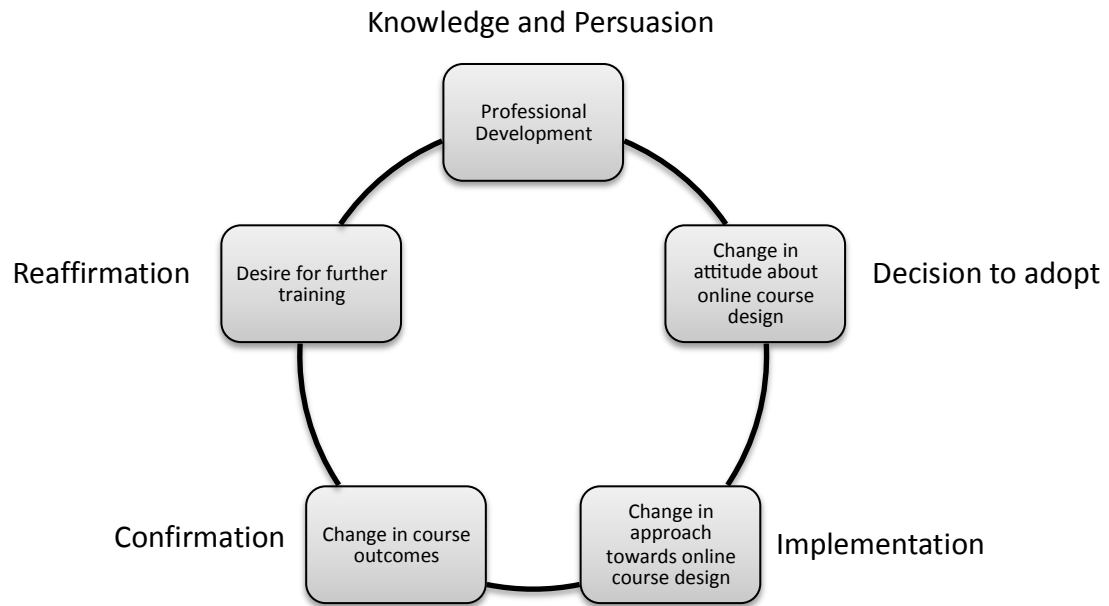 Knowledge and Persuasion
Professional
Development
Change in
attitude about
online course
design
Decision to adopt
Change in
approach
towards online
course design
Implementation
Change in course
outcomes
Confirmation
Desire for further
training
Reaffirmation